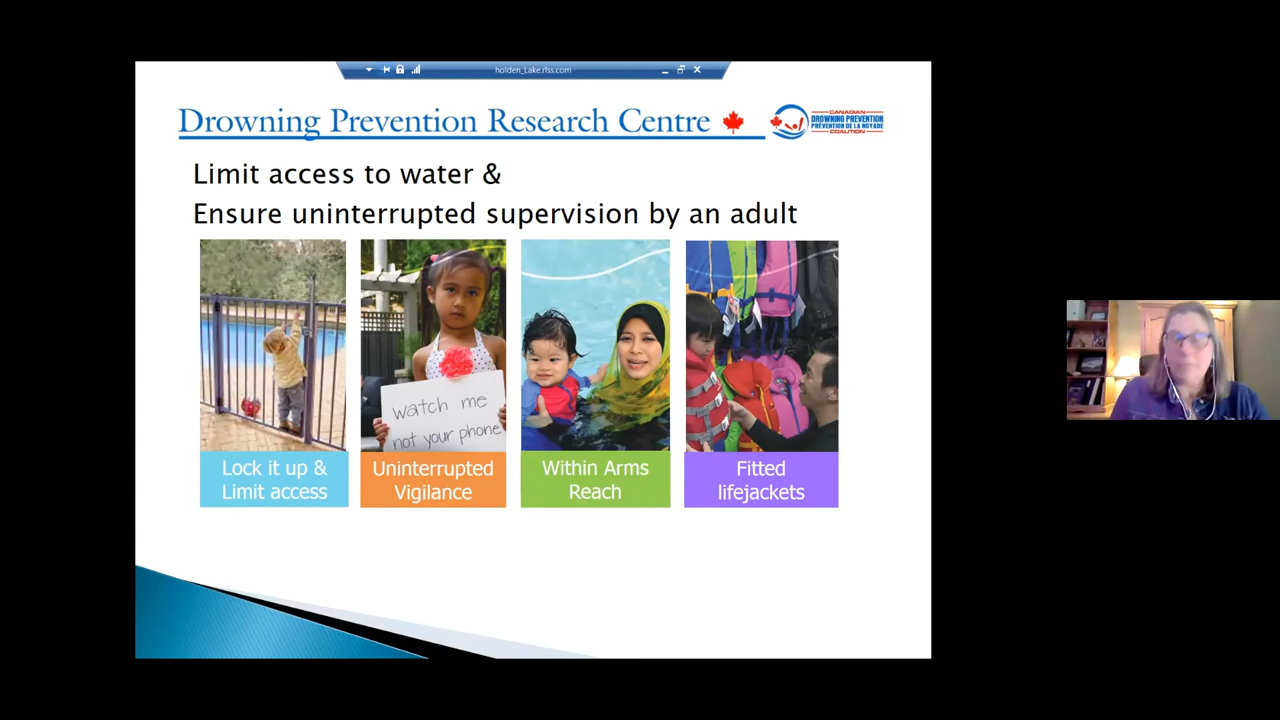 holden_Lake.rlss.com
Drowning Prevention Research Centre
CANADIAN
DROWNING PREVENTION
PRÉVENTION DE LA NOYADE
COALITION
Limit access to water &
Ensure uninterrupted supervision by an adult
watch me
not your phone
Lock it up &
Limit access
Uninterrupted
Vigilance
Within Arms
Reach
Fitted
lifejackets